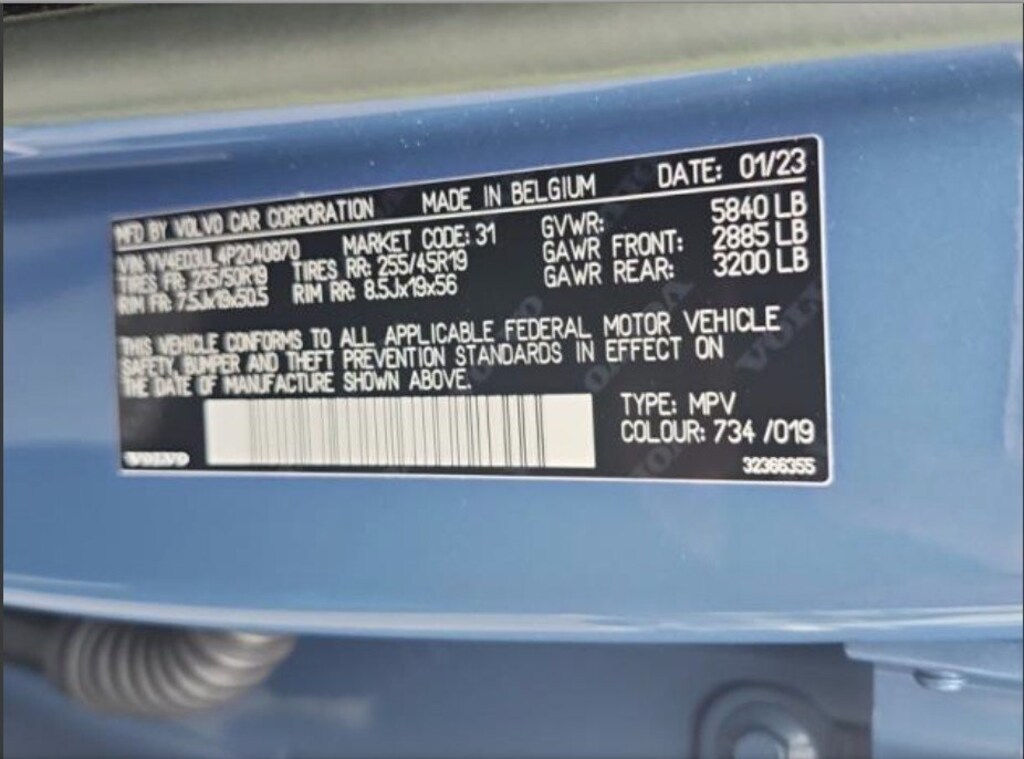 MFD BY VOLVO CAR CORPORATION MADE IN BELGIUM DATE: 01/23
VIN: YV4ED3UL4P2040870 MARKET CODE: 31 GVWR: 5840 LB
TIRES FR: 235/50R19 TIRES RR: 255/45R19 GAWR FRONT: 2885 LB
RIM FR: 7.5Jx19x50.5 RIM RR: 8.5Jx19x56 GAWR REAR: 3200 LB
THIS VEHICLE CONFORMS TO ALL APPLICABLE FEDERAL MOTOR VEHICLE
SAFETY, BUMPER AND THEFT PREVENTION STANDARDS IN EFFECT ON
THE DATE OF MANUFACTURE SHOWN ABOVE.
TYPE: MPV
COLOUR: 734 /019
VOLVO 32366355